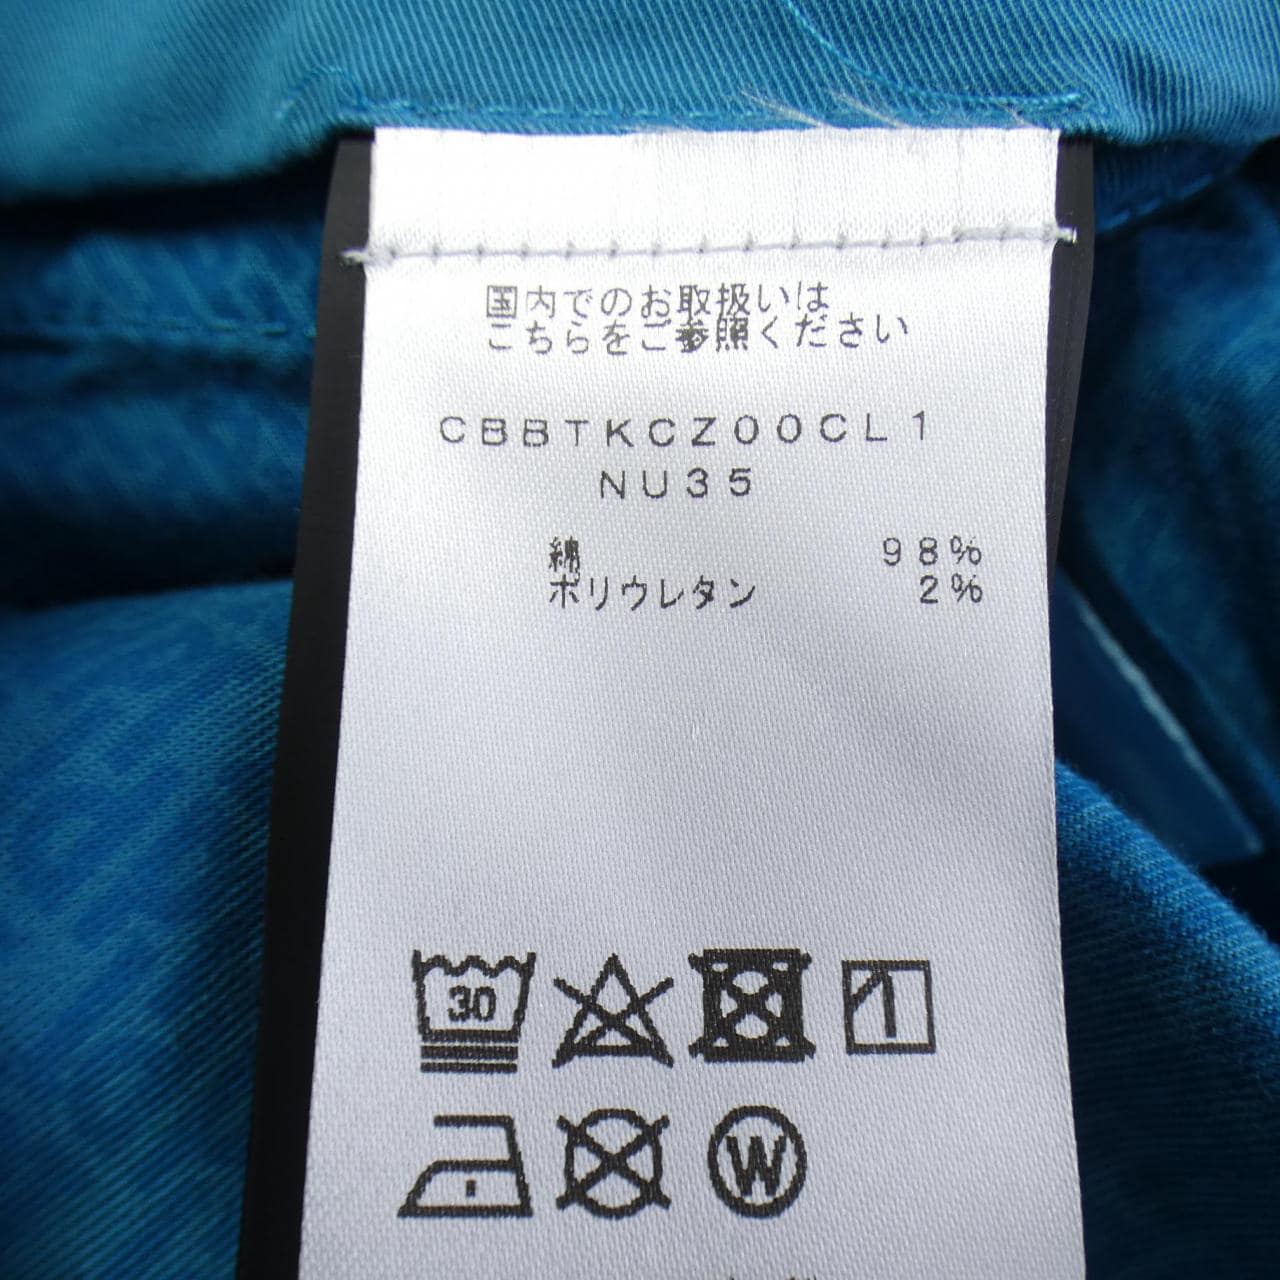 国内でのお取扱いは
こちらをご参照ください
CBBTKCZ00CL1
NU35
綿 98%
ポリウレタン 2%
30
W